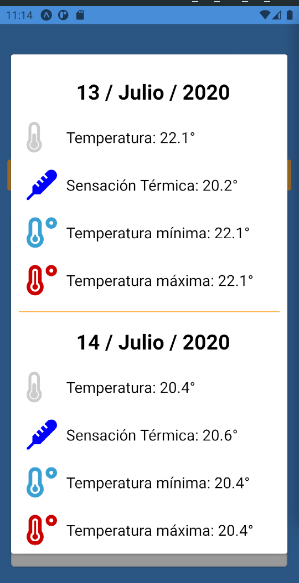 11:14
13 / Julio / 2020
Temperatura: 22.1°
Sensación Térmica: 20.2°
Temperatura mínima: 22.1°
Temperatura máxima: 22.1°
14 / Julio / 2020
Temperatura: 20.4°
Sensación Térmica: 20.6°
Temperatura mínima: 20.4°
Temperatura máxima: 20.4°